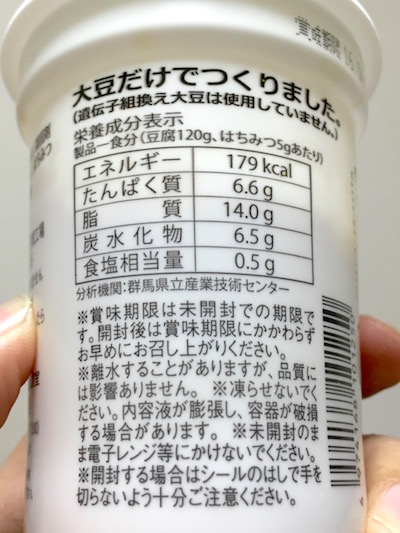 賞味期限
大豆だけでつくりました。
(遺伝子組換え大豆は使用していません。)
栄養成分表示
製品一食分(豆腐120g、はちみつ5gあたり)
エネルギー 179 kcal
たんぱく質 6.6 g
脂質 14.0 g
炭水化物 6.5 g
食塩相当量 0.5 g
分析機関:群馬県立産業技術センター
※賞味期限は未開封での期限で
す。開封後は賞味期限にかかわらず
お早めにお召し上がりください。
※離水することがありますが、品質に
は影響ありません。 ※凍らせないでく
ださい。内容液が膨張し、容器が破損
する場合があります。 ※未開封のま
ま電子レンジ等にかけないでください。
※開封する場合はシールのはしで手を
切らないよう十分ご注意ください。